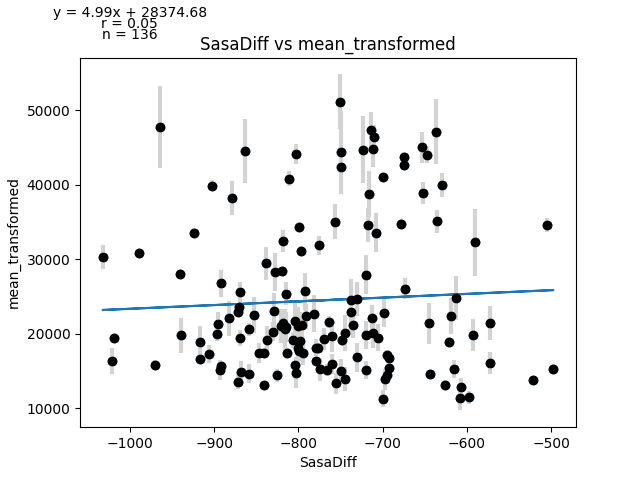 y = 4.99x + 28374.68
r = 0.05
n = 136
SasaDiff vs mean_transformed
50000
40000
30000
20000
10000
mean_transformed
−1000
−900
−800
−700
−600
−500
SasaDiff